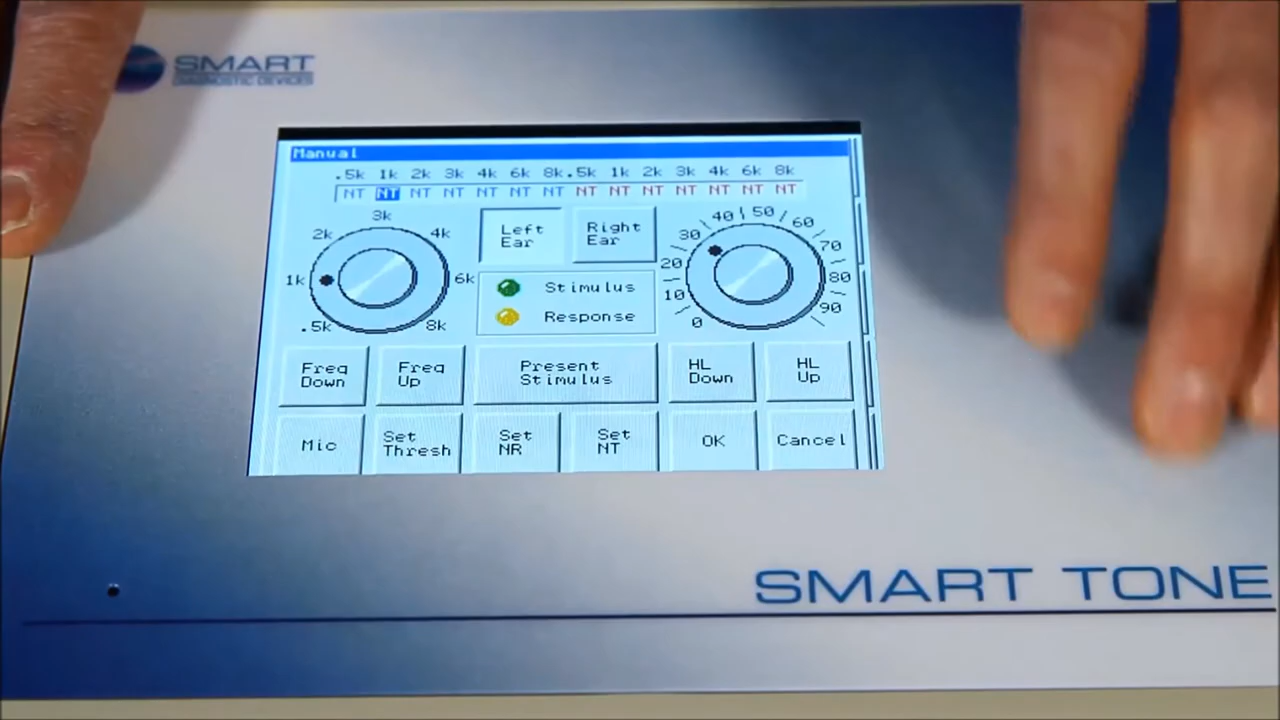 SMART
DIAGNOSTIC DEVICES
Manual
.5k 1k 2k 3k 4k 6k 8k .5k 1k 2k 3k 4k 6k 8k
NT NT NT NT NT NT NT NT NT NT NT NT NT NT
3k
2k 4k
1k 6k
.5k 8k
Left
Ear
Right
Ear
Stimulus
Response
40 50 60
30 70
20 80
10 90
0
Freq
Down
Freq
Up
Present
Stimulus
HL
Down
HL
Up
Mic
Set
Thresh
Set
NR
Set
NT
OK
Cancel
SMART TONE